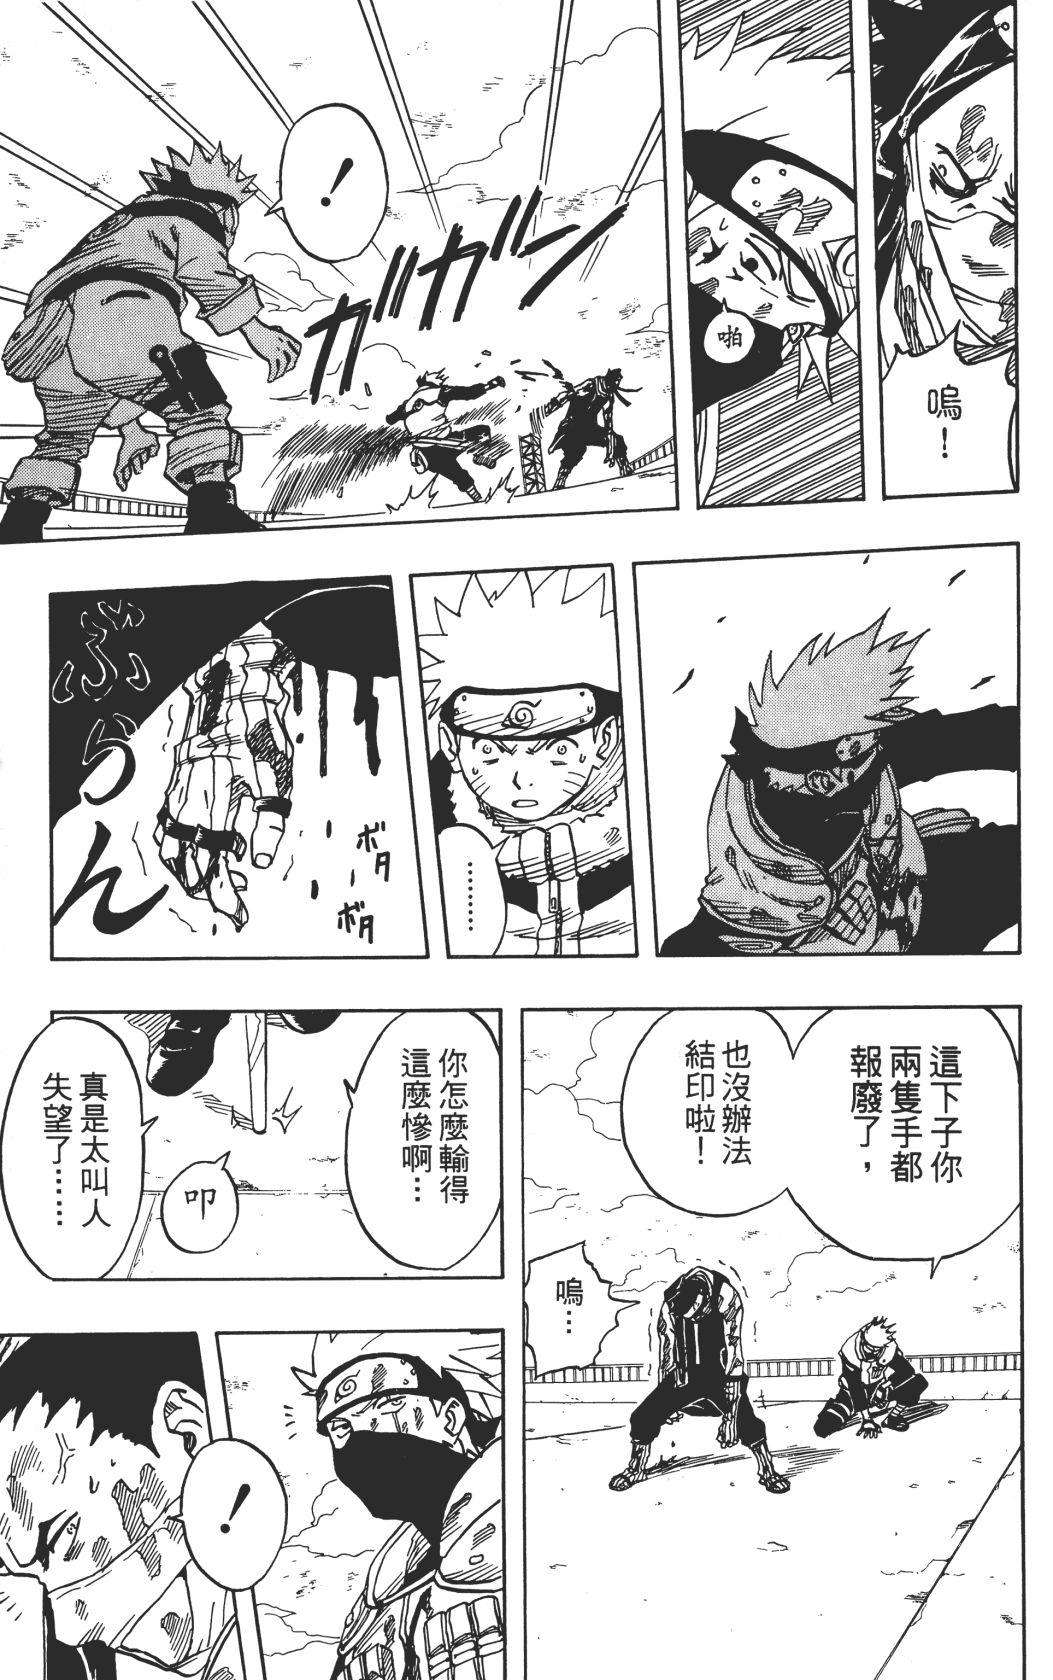 嗚！
啪
！
ガガガーン
……
ぶらん
ボタ
ボタ
這下子你
兩隻手都
報廢了，
也沒辦法
結印啦！
嗚…
你怎麼輸得
這麼慘啊…
叩
真是太叫人
失望了……
！